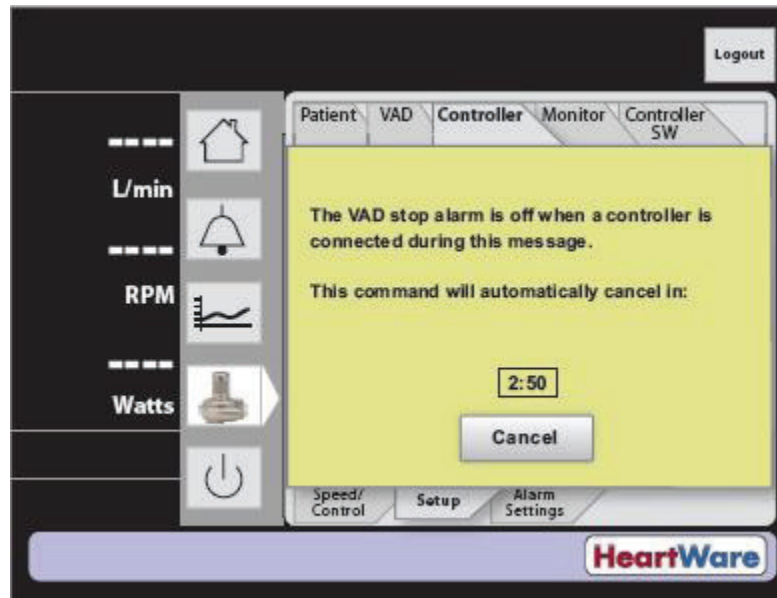 Logout
----
L/min
----
RPM
----
Watts
Patient VAD Controller Monitor Controller SW
The VAD stop alarm is off when a controller is
connected during this message.
This command will automatically cancel in:
2:50
Cancel
Speed/
Control
Setup
Alarm
Settings
HeartWare